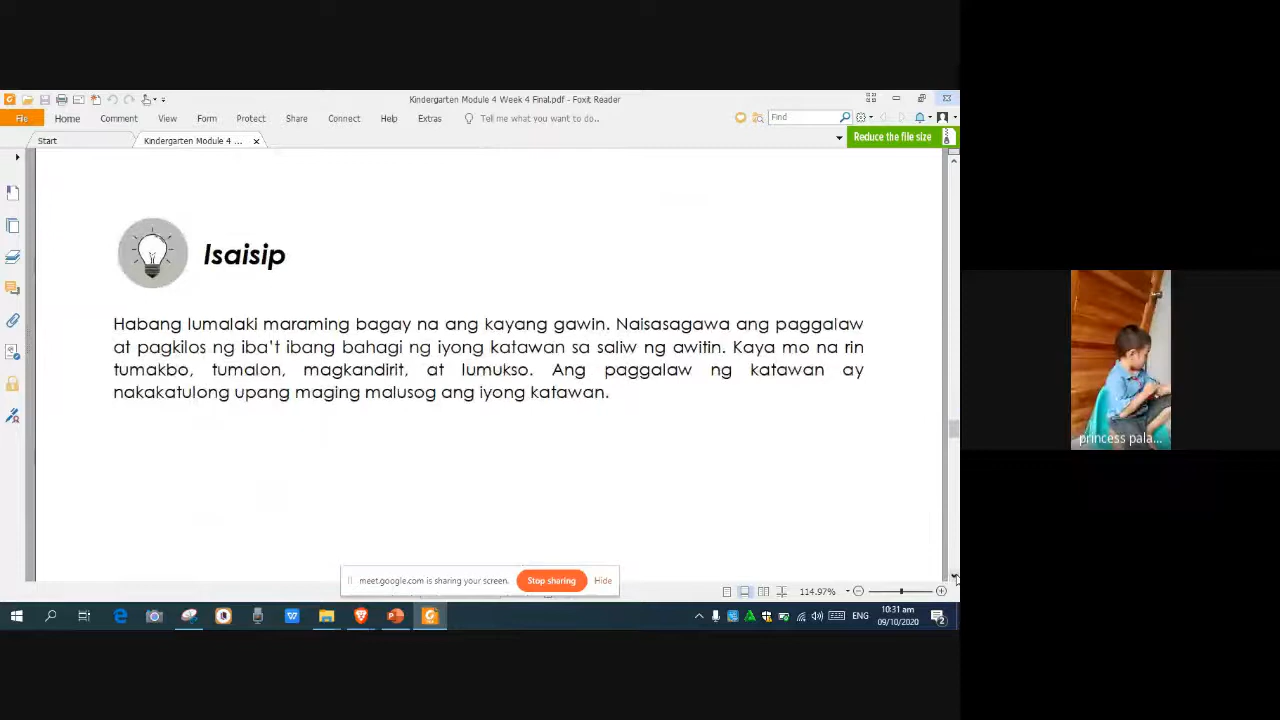 Kindergarten Module 4 Week 4 Final.pdf - Foxit Reader
File Home Comment View Form Protect Share Connect Help Extras Tell me what you want to do.. Find
Start Kindergarten Module 4 ... Reduce the file size
Isaisip
Habang lumalaki maraming bagay na ang kayang gawin. Naisasagawa ang paggalaw
at pagkilos ng iba't ibang bahagi ng iyong katawan sa saliw ng awitin. Kaya mo na rin
tumakbo, tumalon, magkandirit, at lumukso. Ang paggalaw ng katawan ay
nakakatulong upang maging malusog ang iyong katawan.
princess pala...
meet.google.com is sharing your screen. Stop sharing Hide
114.97%
ENG 10:31 am
09/10/2020
2